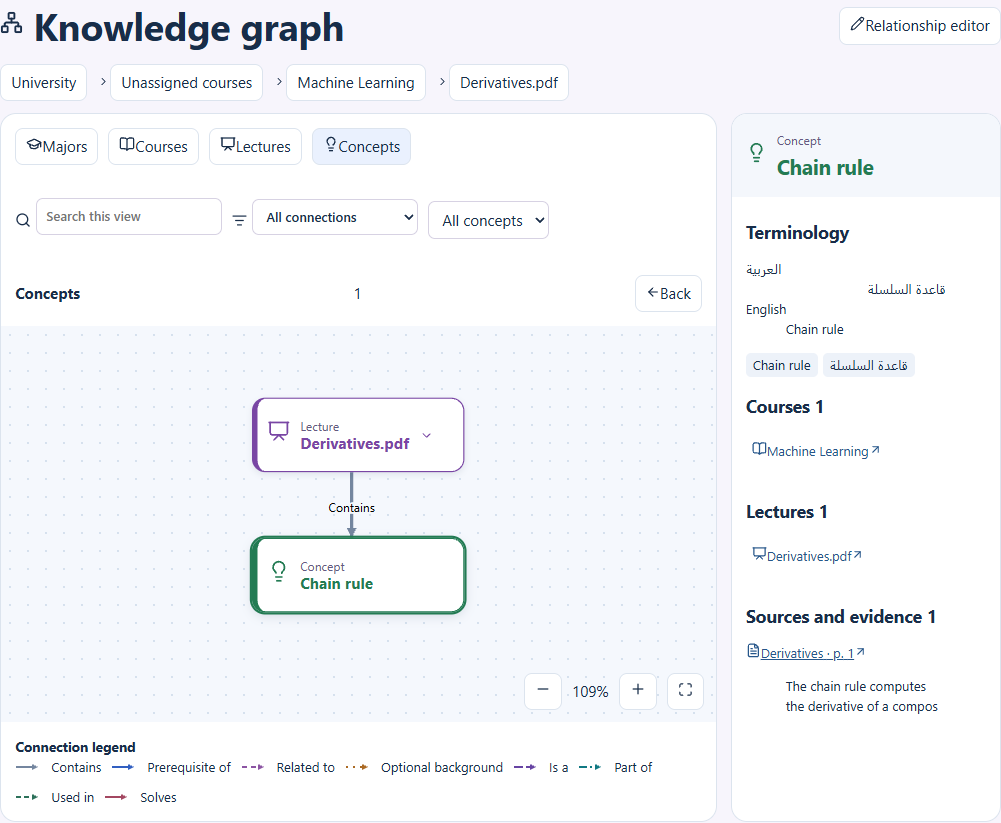 Knowledge graph
Relationship editor
University > Unassigned courses > Machine Learning > Derivatives.pdf
Majors
Courses
Lectures
Concepts
Search this view
All connections
All concepts
Concepts
1
Back
Lecture
Derivatives.pdf
Contains
Concept
Chain rule
109%
Connection legend
Contains
Prerequisite of
Related to
Optional background
Is a
Part of
Used in
Solves
Concept
Chain rule
Terminology
العربية
قاعدة السلسلة
English
Chain rule
Chain rule
قاعدة السلسلة
Courses 1
Machine Learning
Lectures 1
Derivatives.pdf
Sources and evidence 1
Derivatives · p. 1
The chain rule computes
the derivative of a compos